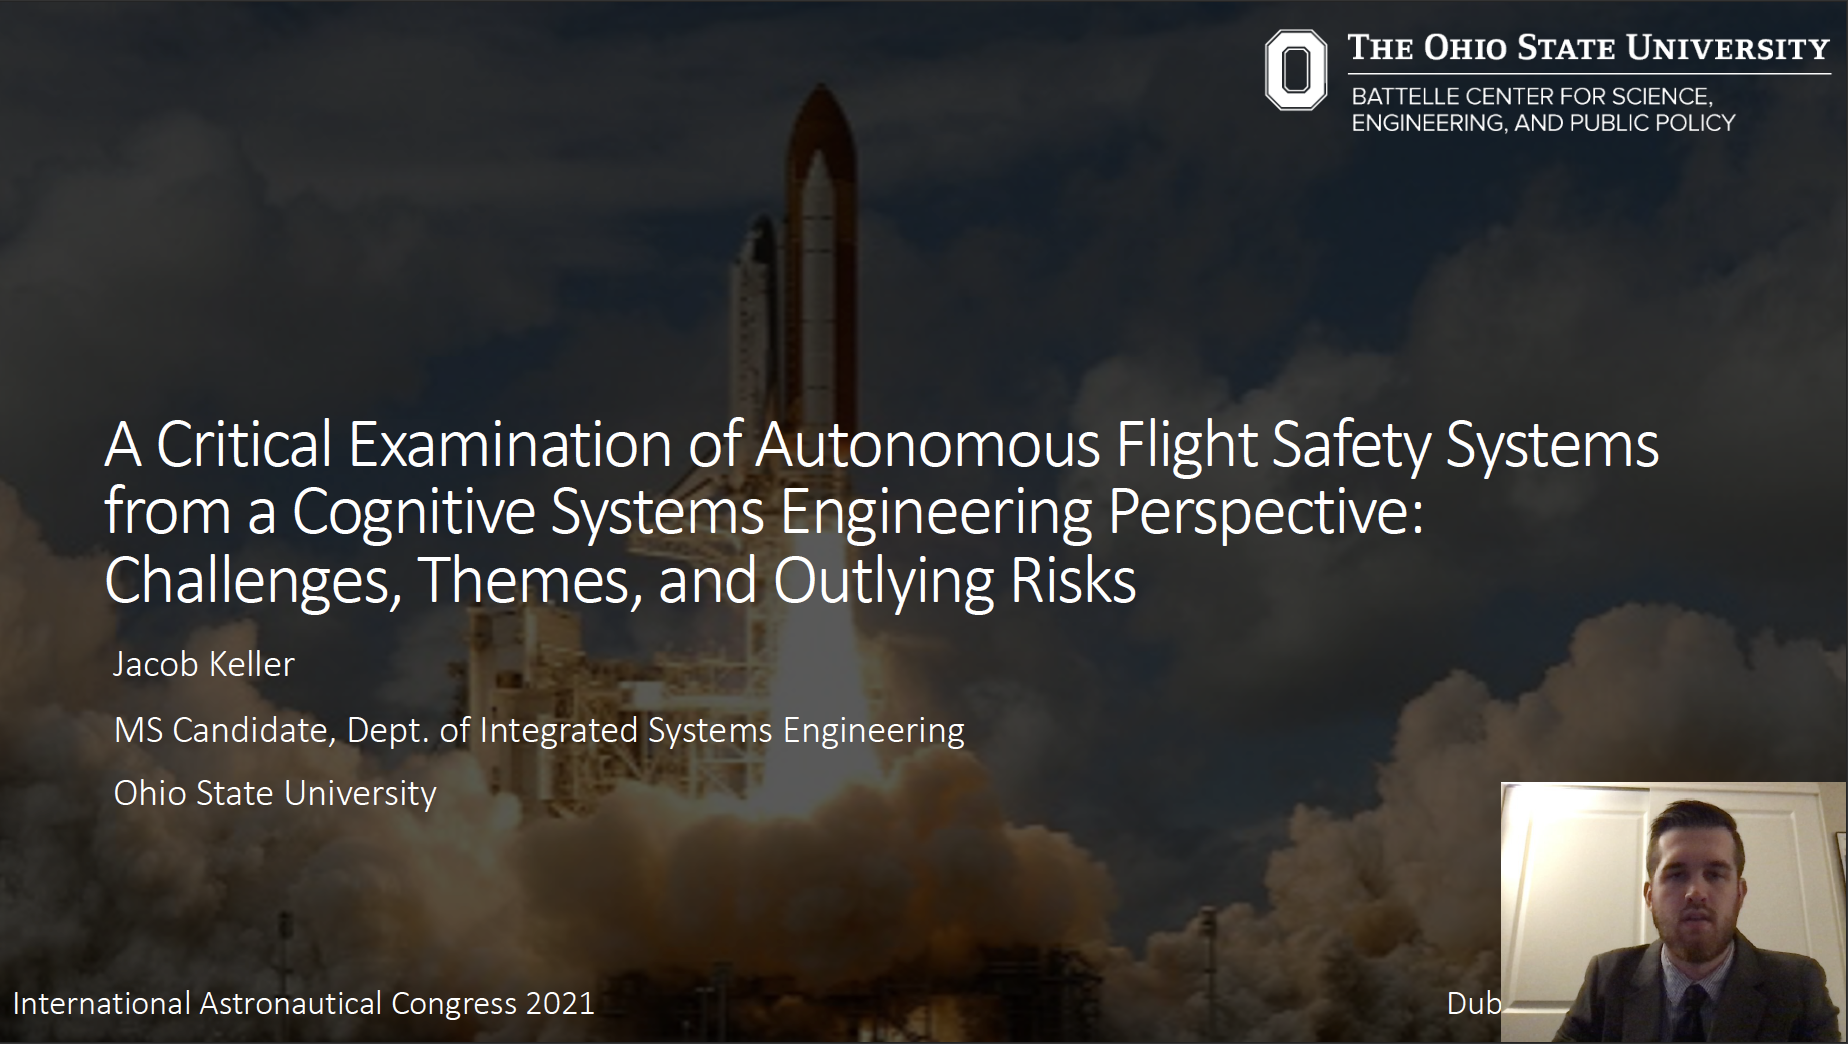 THE OHIO STATE UNIVERSITY
BATTELLE CENTER FOR SCIENCE,
ENGINEERING, AND PUBLIC POLICY
A Critical Examination of Autonomous Flight Safety Systems
from a Cognitive Systems Engineering Perspective:
Challenges, Themes, and Outlying Risks
Jacob Keller
MS Candidate, Dept. of Integrated Systems Engineering
Ohio State University
International Astronautical Congress 2021
Dub